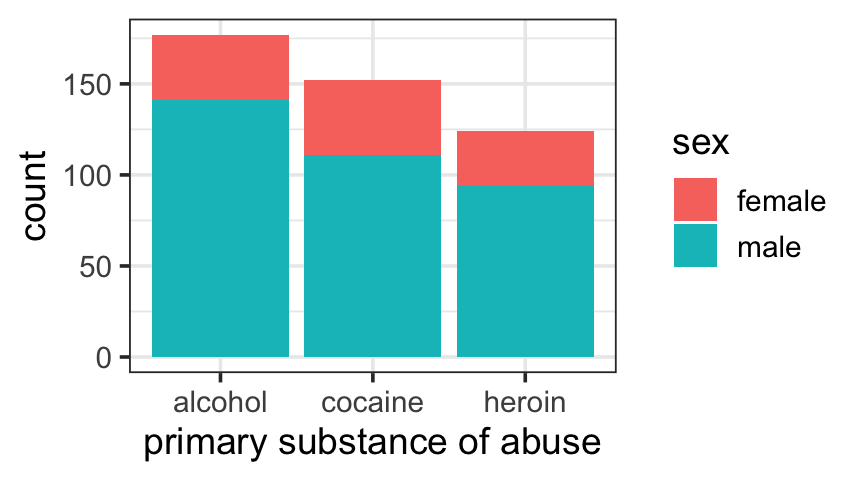 count
150
100
50
0
alcohol cocaine heroin
primary substance of abuse
sex
female
male